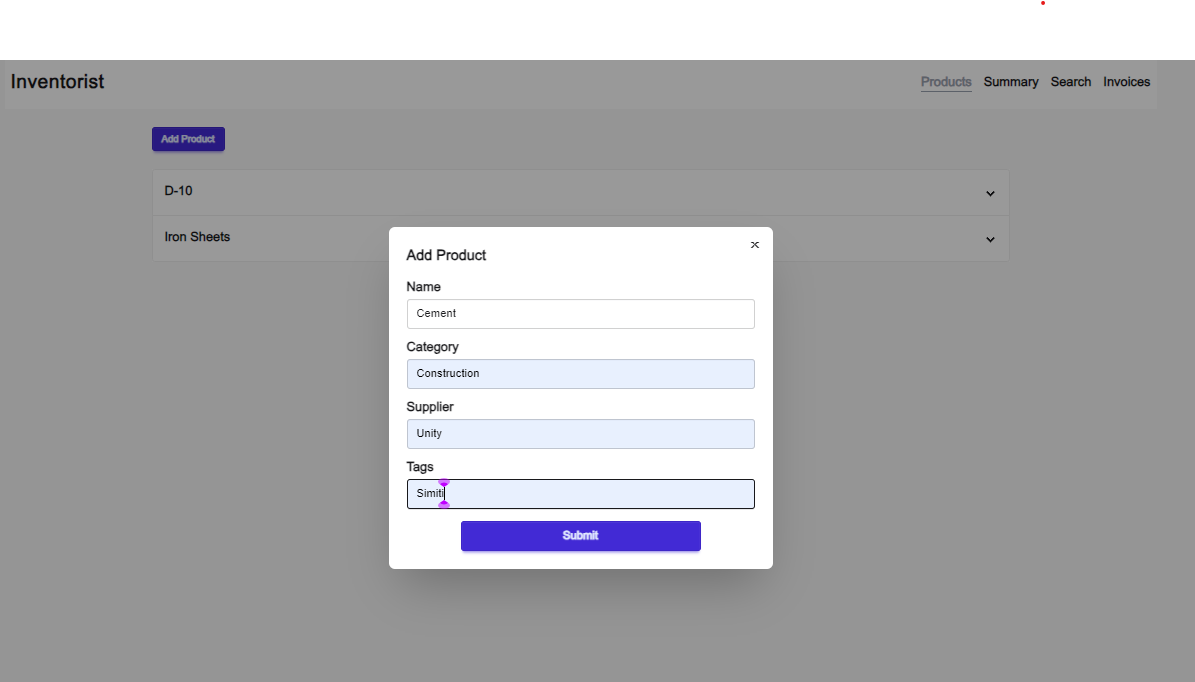 Inventorist
Products Summary Search Invoices
Add Product
D-10
Iron Sheets
Add Product
Name
Cement
Category
Construction
Supplier
Unity
Tags
Simiti
Submit